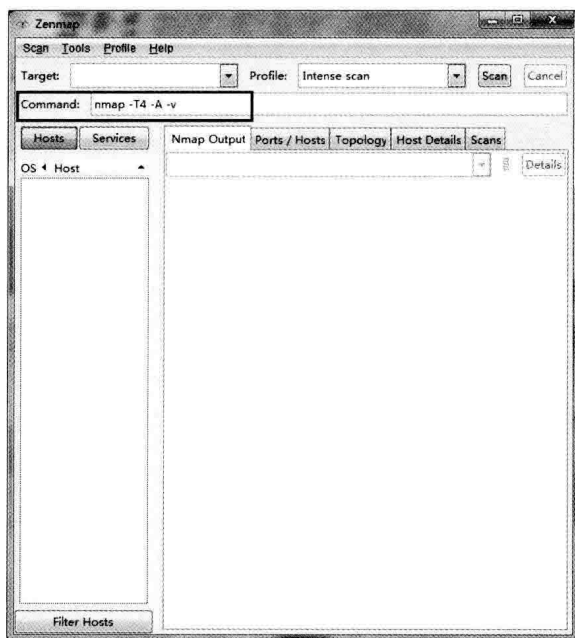 Zenmap
Scan Tools Profile Help
Target: Profile: Intense scan Scan Cancel
Command: nmap -T4 -A -v
Hosts Services Nmap Output Ports / Hosts Topology Host Details Scans
OS Host Details
Filter Hosts